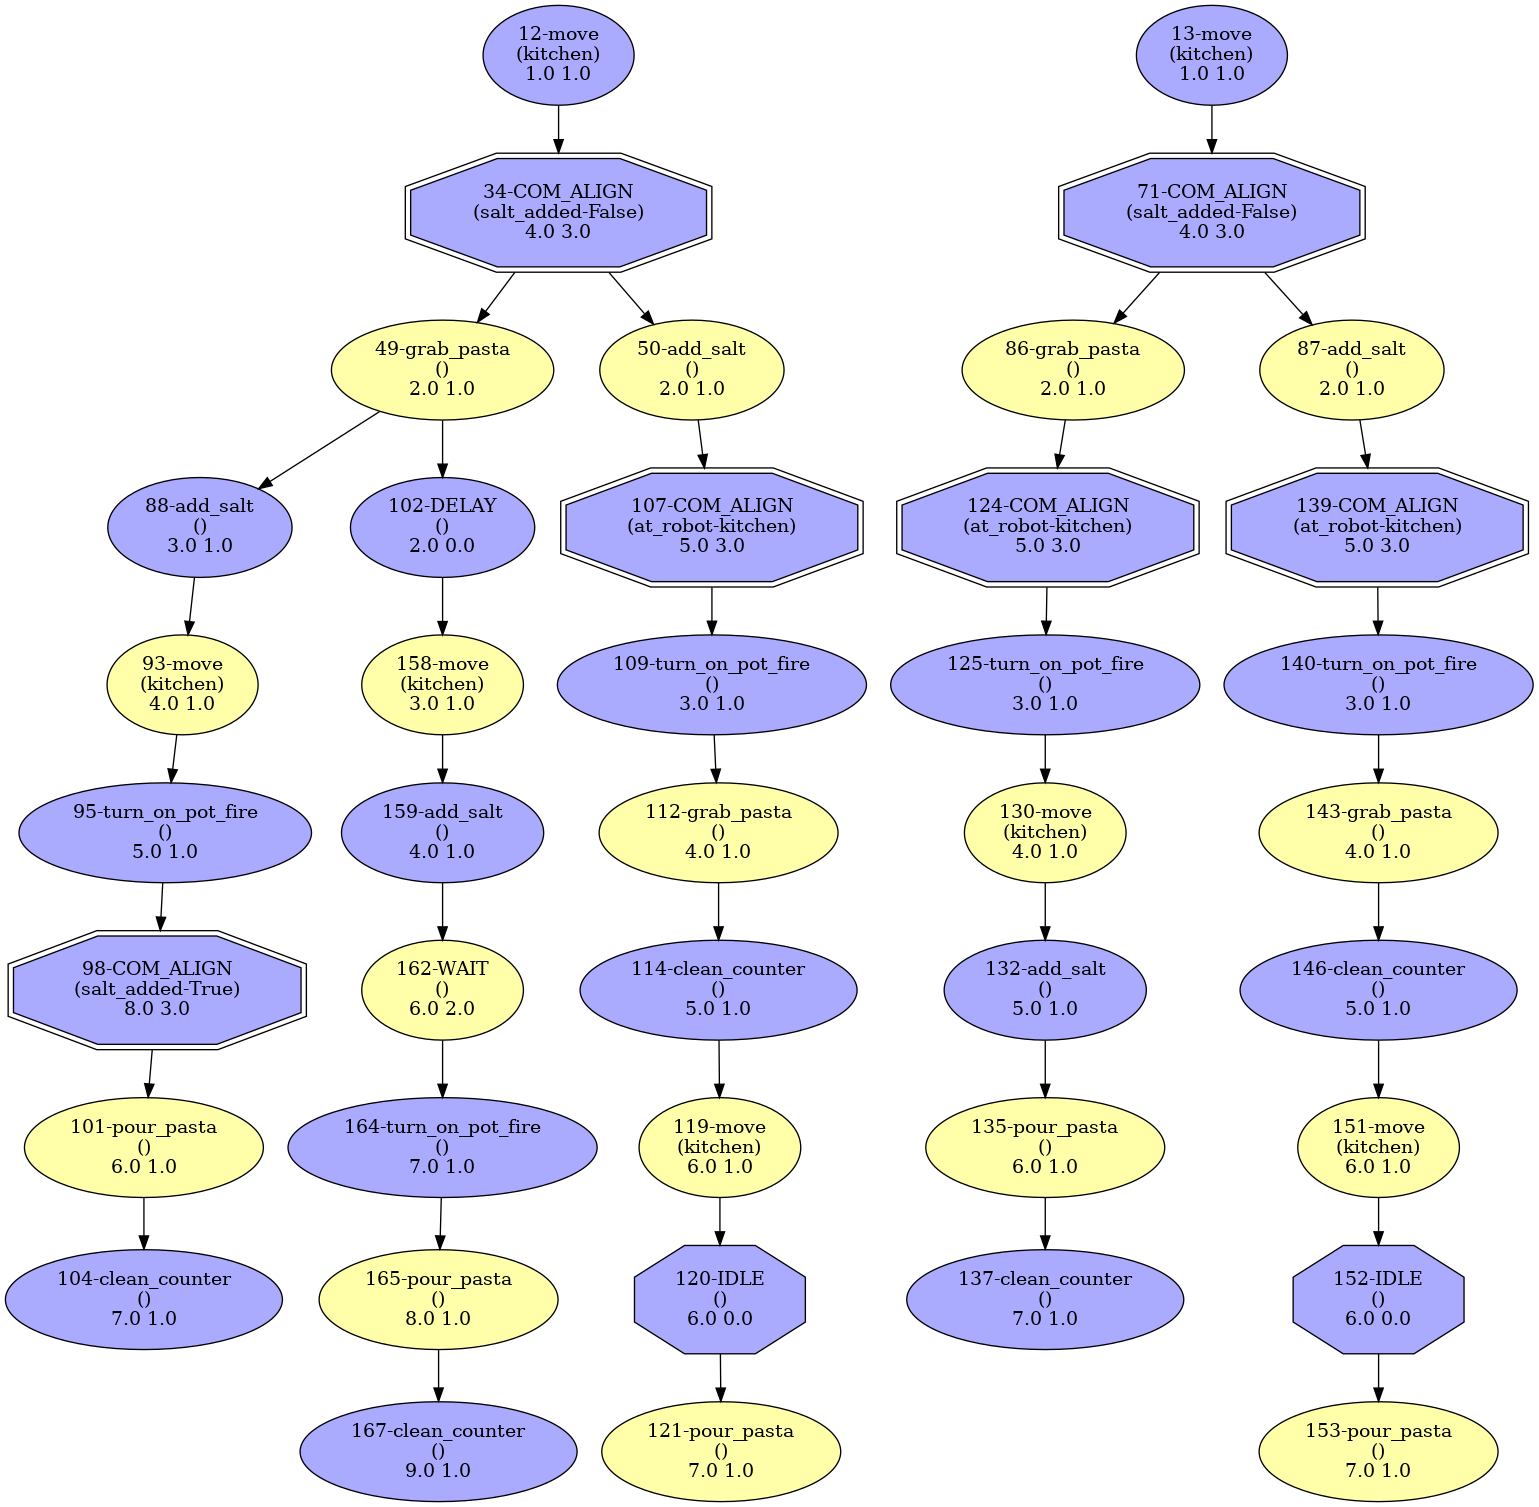 12-move
(kitchen)
1.0 1.0
13-move
(kitchen)
1.0 1.0
34-COM_ALIGN
(salt_added-False)
4.0 3.0
71-COM_ALIGN
(salt_added-False)
4.0 3.0
49-grab_pasta
()
2.0 1.0
50-add_salt
()
2.0 1.0
86-grab_pasta
()
2.0 1.0
87-add_salt
()
2.0 1.0
88-add_salt
()
3.0 1.0
102-DELAY
()
2.0 0.0
107-COM_ALIGN
(at_robot-kitchen)
5.0 3.0
124-COM_ALIGN
(at_robot-kitchen)
5.0 3.0
139-COM_ALIGN
(at_robot-kitchen)
5.0 3.0
93-move
(kitchen)
4.0 1.0
158-move
(kitchen)
3.0 1.0
109-turn_on_pot_fire
()
3.0 1.0
125-turn_on_pot_fire
()
3.0 1.0
140-turn_on_pot_fire
()
3.0 1.0
95-turn_on_pot_fire
()
5.0 1.0
159-add_salt
()
4.0 1.0
112-grab_pasta
()
4.0 1.0
130-move
(kitchen)
4.0 1.0
143-grab_pasta
()
4.0 1.0
98-COM_ALIGN
(salt_added-True)
8.0 3.0
162-WAIT
()
6.0 2.0
114-clean_counter
()
5.0 1.0
132-add_salt
()
5.0 1.0
146-clean_counter
()
5.0 1.0
101-pour_pasta
()
6.0 1.0
164-turn_on_pot_fire
()
7.0 1.0
119-move
(kitchen)
6.0 1.0
135-pour_pasta
()
6.0 1.0
151-move
(kitchen)
6.0 1.0
104-clean_counter
()
7.0 1.0
165-pour_pasta
()
8.0 1.0
120-IDLE
()
6.0 0.0
137-clean_counter
()
7.0 1.0
152-IDLE
()
6.0 0.0
167-clean_counter
()
9.0 1.0
121-pour_pasta
()
7.0 1.0
153-pour_pasta
()
7.0 1.0